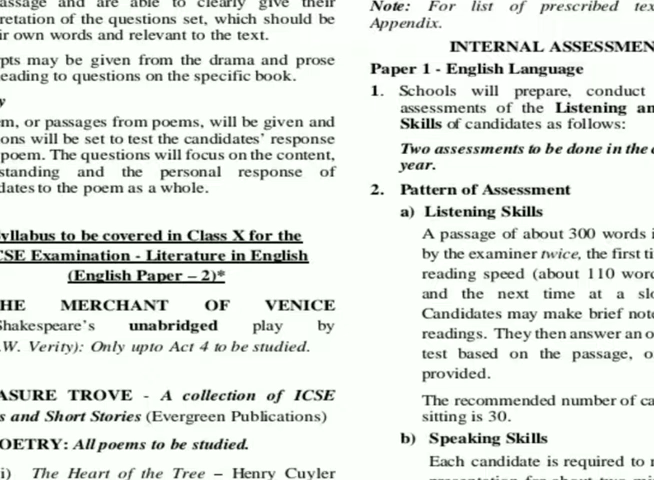 passage and are able to clearly give their
retation of the questions set, which should be
ir own words and relevant to the text.
pts may be given from the drama and prose
eading to questions on the specific book.
y
em, or passages from poems, will be given and
ons will be set to test the candidates' response
poem. The questions will focus on the content,
standing and the personal response of
dates to the poem as a whole.
yllabus to be covered in Class X for the
CSE Examination - Literature in English
(English Paper – 2)*
HE MERCHANT OF VENICE
Shakespeare's unabridged play by
.W. Verity): Only upto Act 4 to be studied.
ASURE TROVE - A collection of ICSE
s and Short Stories (Evergreen Publications)
OETRY: All poems to be studied.
i) The Heart of the Tree – Henry Cuyler
Note: For list of prescribed tex
Appendix.
INTERNAL ASSESSMEN
Paper 1 - English Language
1. Schools will prepare, conduct
assessments of the Listening an
Skills of candidates as follows:
Two assessments to be done in the
year.
2. Pattern of Assessment
a) Listening Skills
A passage of about 300 words i
by the examiner twice, the first ti
reading speed (about 110 wor
and the next time at a slo
Candidates may make brief note
readings. They then answer an o
test based on the passage, o
provided.
The recommended number of ca
sitting is 30.
b) Speaking Skills
Each candidate is required to